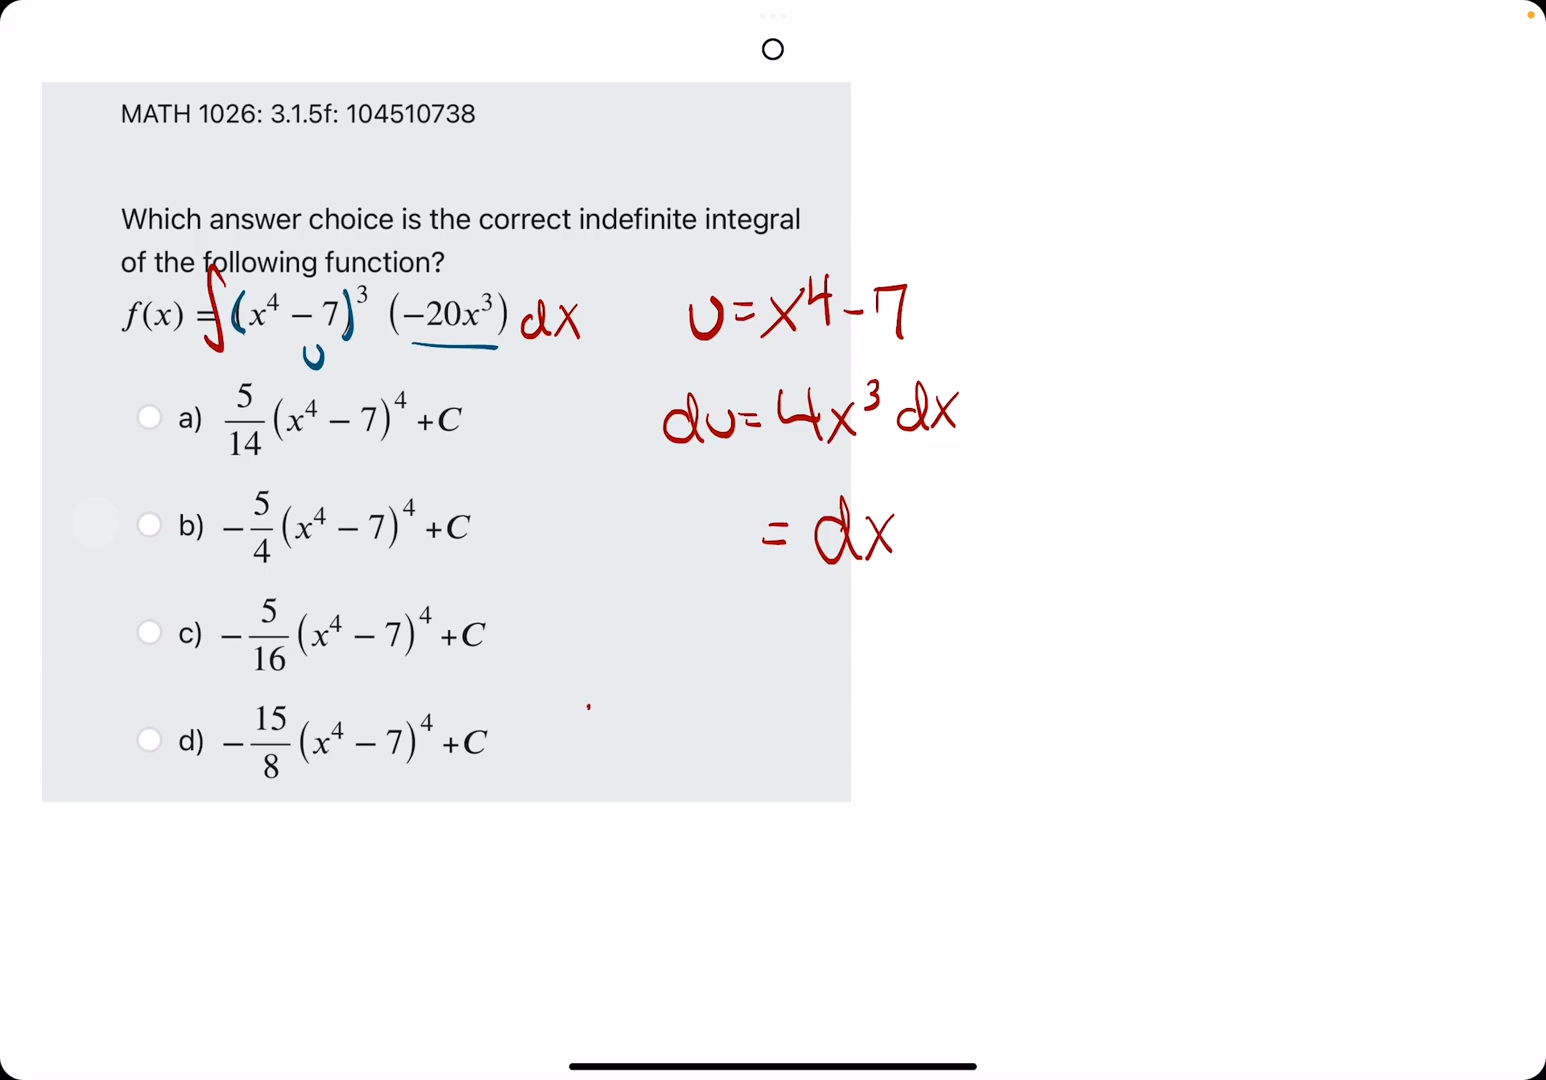 MATH 1026: 3.1.5f: 104510738
Which answer choice is the correct indefinite integral
of the following function?
f(x) = ∫(x⁴ − 7)³ (−20x³) dx
u
a) 5/14 (x⁴ − 7)⁴ +C
b) −5/4 (x⁴ − 7)⁴ +C
c) −5/16 (x⁴ − 7)⁴ +C
d) −15/8 (x⁴ − 7)⁴ +C
u = x⁴ − 7
du = 4x³ dx
= dx